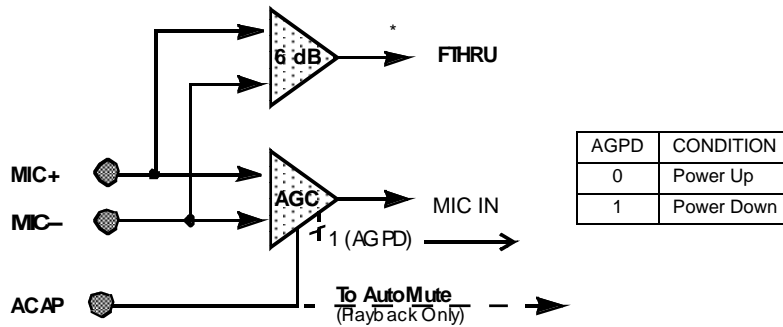 *
6 dB
FTHRU
MIC+
AGC
MIC IN
MIC–
1 (AGPD)
ACAP
To AutoMute
(Playback Only)
AGPD CONDITION
0 Power Up
1 Power Down